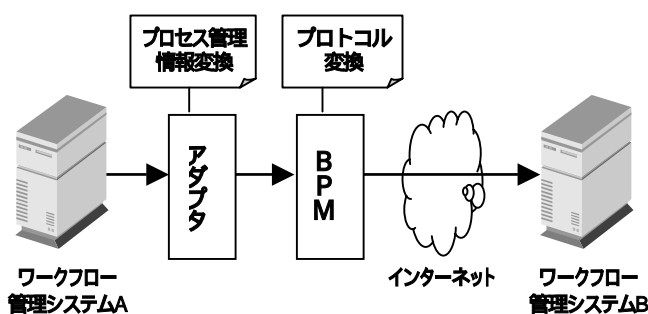 プロセス管理
情報変換
プロトコル
変換
アダプタ
BPM
インターネット
ワークフロー
管理システムA
ワークフロー
管理システムB